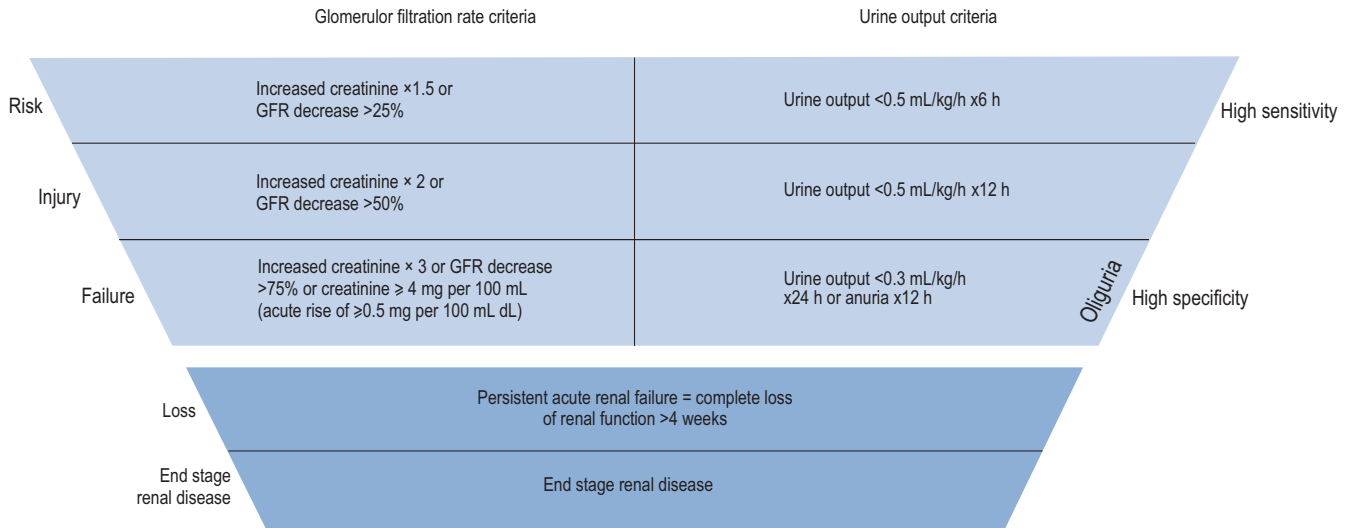 Glomerulor filtration rate criteria
Urine output criteria
Risk
Increased creatinine ×1.5 or
GFR decrease >25%
Urine output <0.5 mL/kg/h x6 h
High sensitivity
Injury
Increased creatinine × 2 or
GFR decrease >50%
Urine output <0.5 mL/kg/h x12 h
Failure
Increased creatinine × 3 or GFR decrease
>75% or creatinine ⩾ 4 mg per 100 mL
(acute rise of ⩾0.5 mg per 100 mL dL)
Urine output <0.3 mL/kg/h
x24 h or anuria x12 h
Oliguria
High specificity
Loss
Persistent acute renal failure = complete loss
of renal function >4 weeks
End stage
renal disease
End stage renal disease